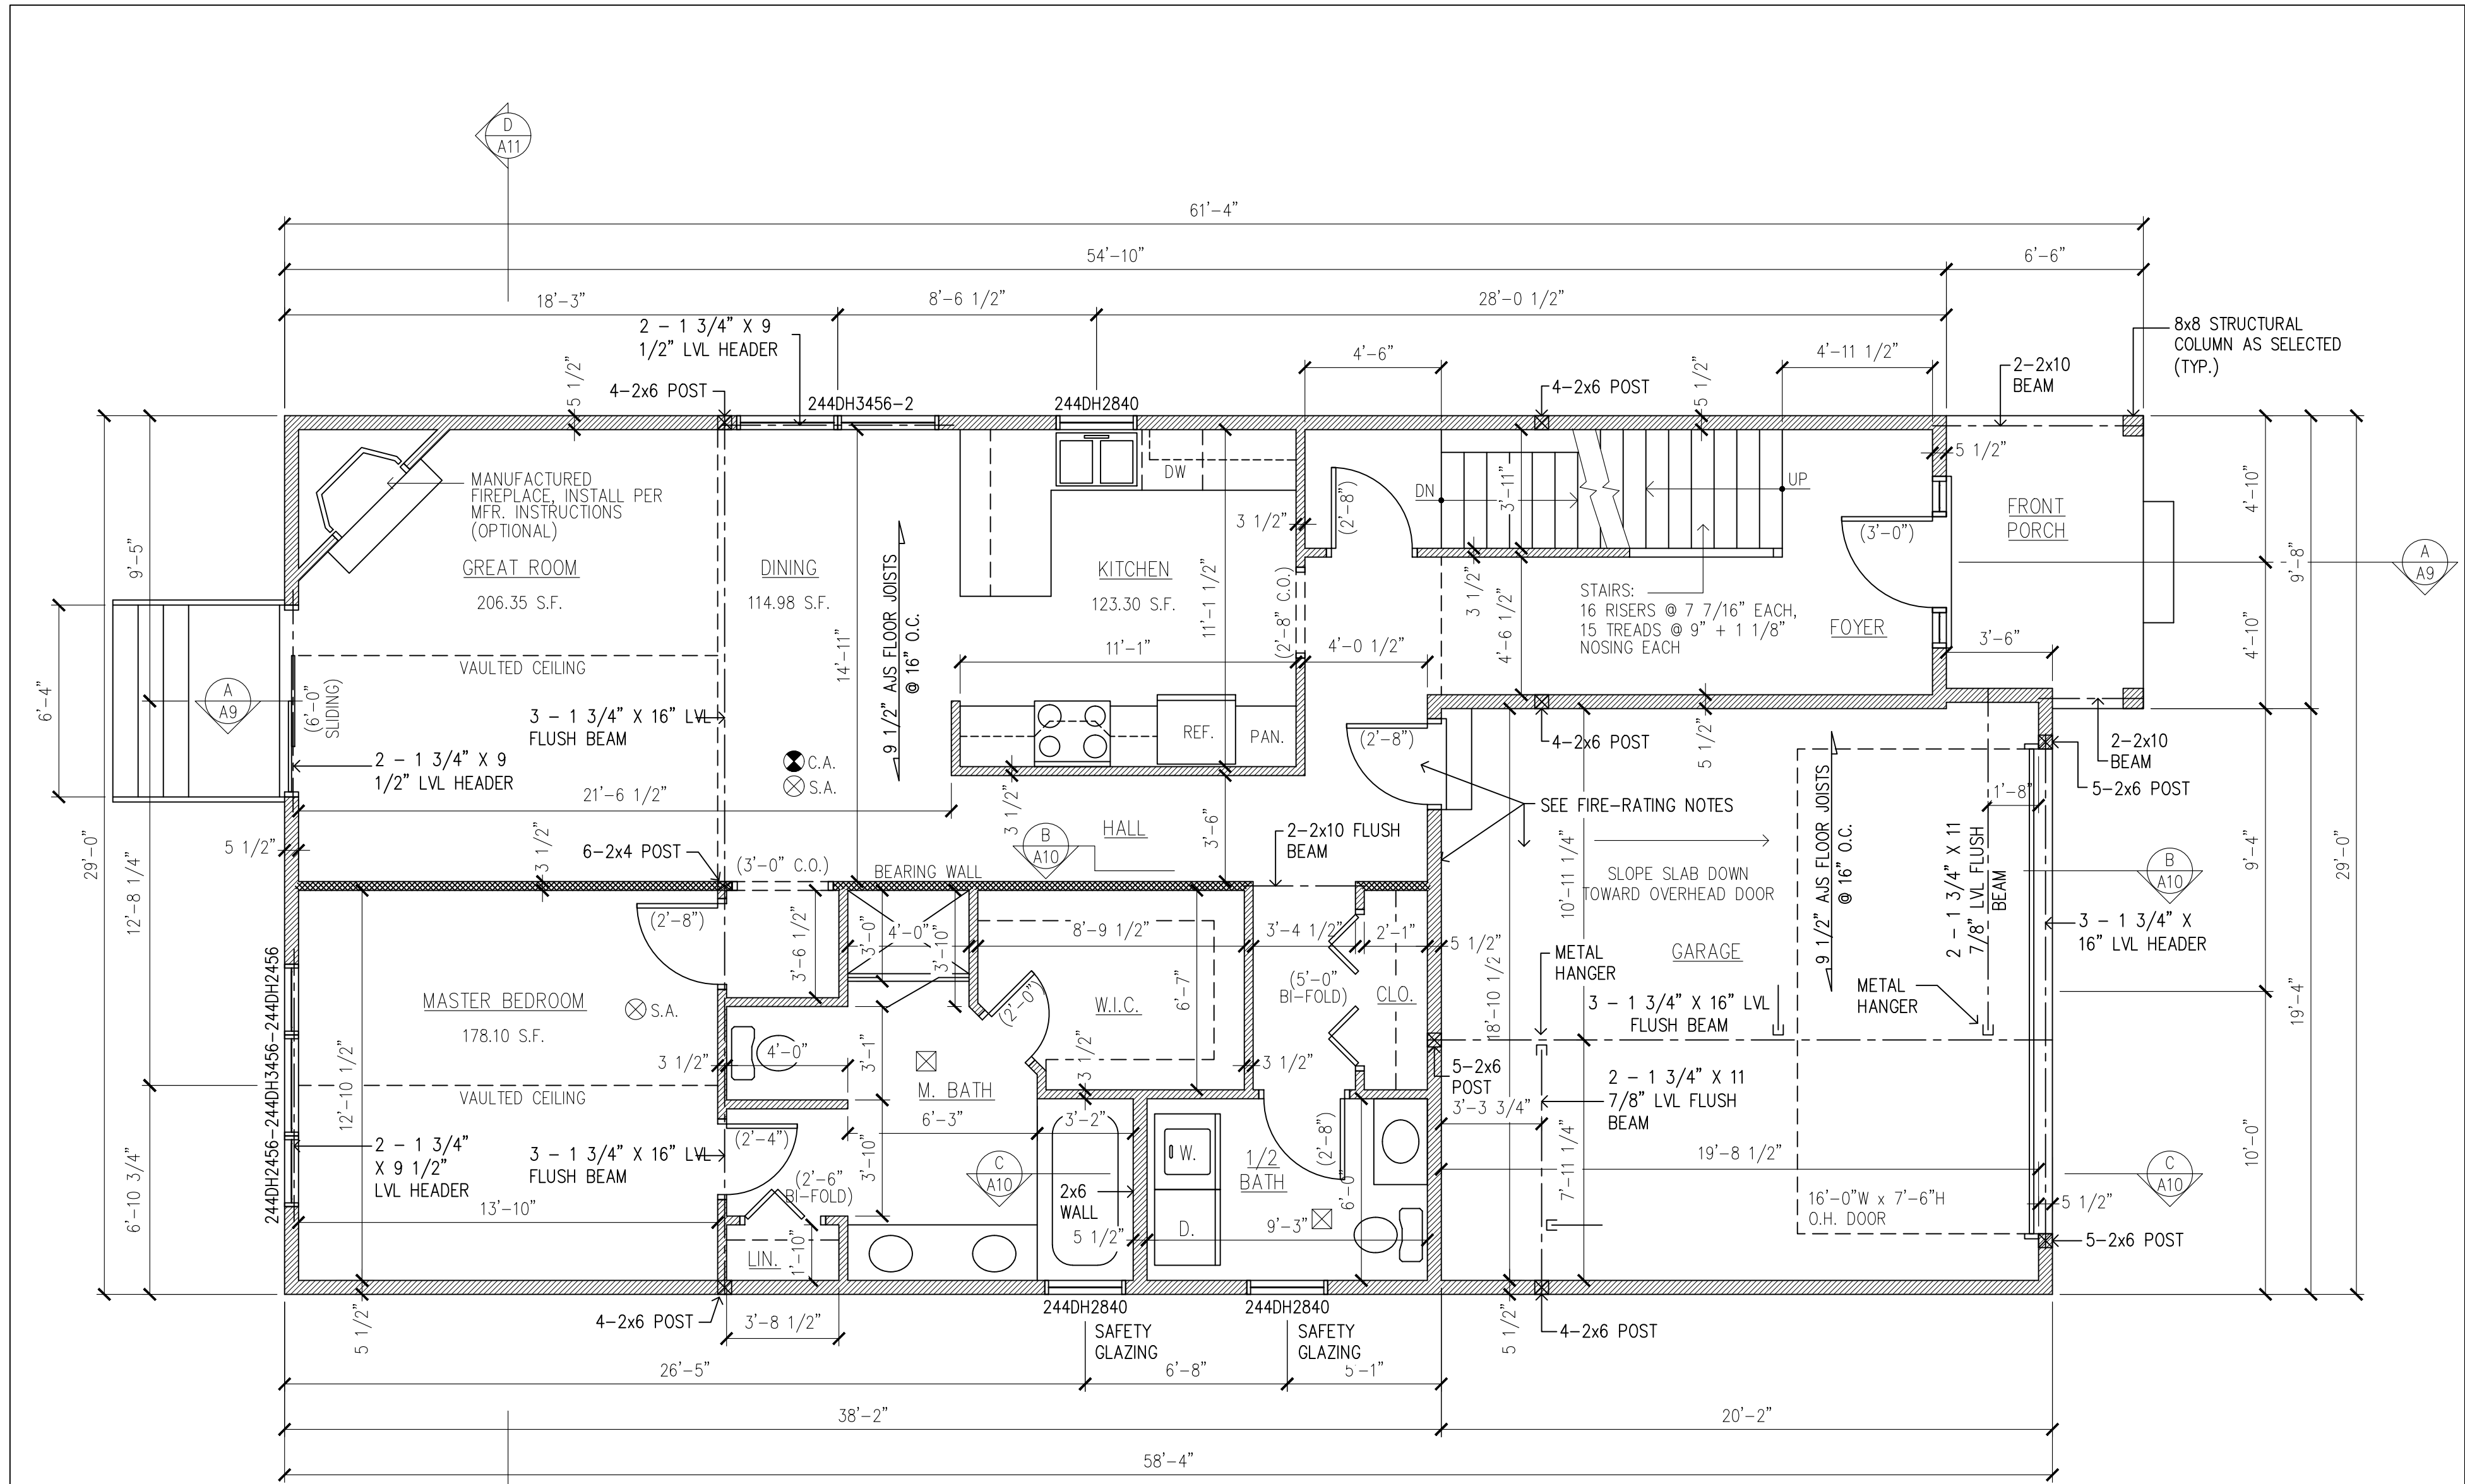 D
A11
61'-4"
54'-10"
6'-6"
18'-3"
8'-6 1/2"
28'-0 1/2"
2 - 1 3/4" X 9
1/2" LVL HEADER
4'-6"
4'-11 1/2"
8x8 STRUCTURAL
COLUMN AS SELECTED
(TYP.)
2-2x10
BEAM
4-2x6 POST
5 1/2"
244DH3456-2
244DH2840
4-2x6 POST
5 1/2"
5 1/2"
MANUFACTURED
FIREPLACE, INSTALL PER
MFR. INSTRUCTIONS
(OPTIONAL)
DW
DN
UP
(2'-8")
3'-11"
3 1/2"
(3'-0")
FRONT
PORCH
4'-10"
9'-8"
A
A9
GREAT ROOM
206.35 S.F.
DINING
114.98 S.F.
9 1/2" AJS FLOOR JOISTS
@ 16" O.C.
KITCHEN
123.30 S.F.
11'-1 1/2"
(2'-8" C.O.)
3 1/2"
4'-6 1/2"
STAIRS:
16 RISERS @ 7 7/16" EACH,
15 TREADS @ 9" + 1 1/8"
NOSING EACH
FOYER
3'-6"
4'-10"
9'-5"
6'-4"
A
A9
(6'-0"
SLIDING)
VAULTED CEILING
14'-11"
11'-1"
4'-0 1/2"
3 - 1 3/4" X 16" LVL
FLUSH BEAM
2 - 1 3/4" X 9
1/2" LVL HEADER
C.A.
S.A.
REF.
PAN.
(2'-8")
4-2x6 POST
5 1/2"
2-2x10
BEAM
5-2x6 POST
1'-8"
21'-6 1/2"
3 1/2"
HALL
B
A10
3'-6"
2-2x10 FLUSH
BEAM
SEE FIRE-RATING NOTES
SLOPE SLAB DOWN
TOWARD OVERHEAD DOOR
9 1/2" AJS FLOOR JOISTS
@ 16" O.C.
2 - 1 3/4" X 11
7/8" LVL FLUSH
BEAM
B
A10
9'-4"
29'-0"
29'-0"
12'-8 1/4"
5 1/2"
3 1/2"
6-2x4 POST
(3'-0" C.O.)
BEARING WALL
10'-11 1/4"
3 - 1 3/4" X
16" LVL HEADER
(2'-8")
3'-6 1/2"
3'-0"
4'-0"
3'-10"
8'-9 1/2"
3'-4 1/2"
2'-1"
5 1/2"
METAL
HANGER
GARAGE
METAL
HANGER
19'-4"
MASTER BEDROOM
178.10 S.F.
S.A.
(2'-0")
W.I.C.
6'-7"
(5'-0"
BI-FOLD)
CLO.
18'-10 1/2"
3 - 1 3/4" X 16" LVL
FLUSH BEAM
244DH2456-244DH3456-244DH2456
12'-10 1/2"
VAULTED CEILING
3 1/2"
4'-0"
3'-1"
M. BATH
3 1/2"
3 1/2"
5-2x6
POST
2 - 1 3/4" X 11
7/8" LVL FLUSH
BEAM
3'-3 3/4"
6'-3"
3'-2"
(2'-4")
3'-10"
(2'-8")
2 - 1 3/4"
X 9 1/2"
LVL HEADER
3 - 1 3/4" X 16" LVL
FLUSH BEAM
(2'-6"
BI-FOLD)
C
A10
2x6
WALL
W.
1/2
BATH
6'-0"
7'-11 1/4"
19'-8 1/2"
C
A10
10'-0"
6'-10 3/4"
13'-10"
5 1/2"
D.
9'-3"
16'-0"W x 7'-6"H
O.H. DOOR
5 1/2"
5-2x6 POST
LIN.
1'-10"
5 1/2"
4-2x6 POST
3'-8 1/2"
244DH2840
SAFETY
GLAZING
244DH2840
SAFETY
GLAZING
5 1/2"
4-2x6 POST
26'-5"
6'-8"
5'-1"
38'-2"
20'-2"
58'-4"